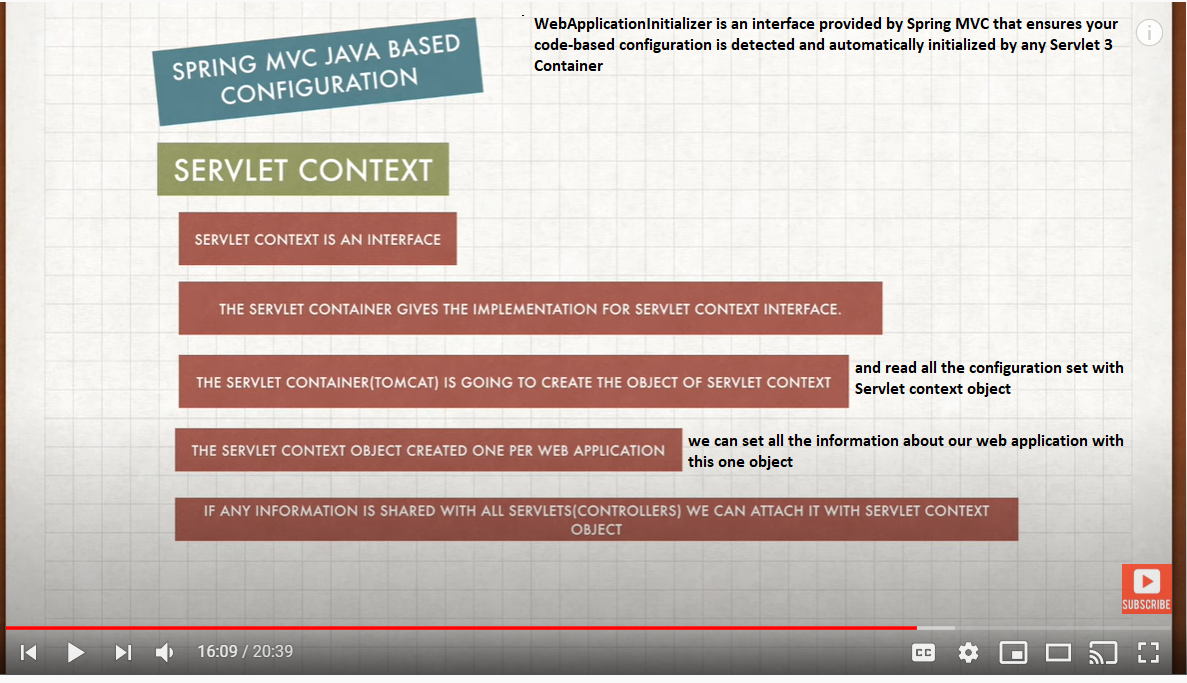 WebApplicationInitializer is an interface provided by Spring MVC that ensures your
code-based configuration is detected and automatically initialized by any Servlet 3
Container
SPRING MVC JAVA BASED
CONFIGURATION
SERVLET CONTEXT
SERVLET CONTEXT IS AN INTERFACE
THE SERVLET CONTAINER GIVES THE IMPLEMENTATION FOR SERVLET CONTEXT INTERFACE.
THE SERVLET CONTAINER(TOMCAT) IS GOING TO CREATE THE OBJECT OF SERVLET CONTEXT
and read all the configuration set with
Servlet context object
THE SERVLET CONTEXT OBJECT CREATED ONE PER WEB APPLICATION
we can set all the information about our web application with
this one object
IF ANY INFORMATION IS SHARED WITH ALL SERVLETS(CONTROLLERS) WE CAN ATTACH IT WITH SERVLET CONTEXT
OBJECT
SUBSCRIBE
16:09 / 20:39
CC